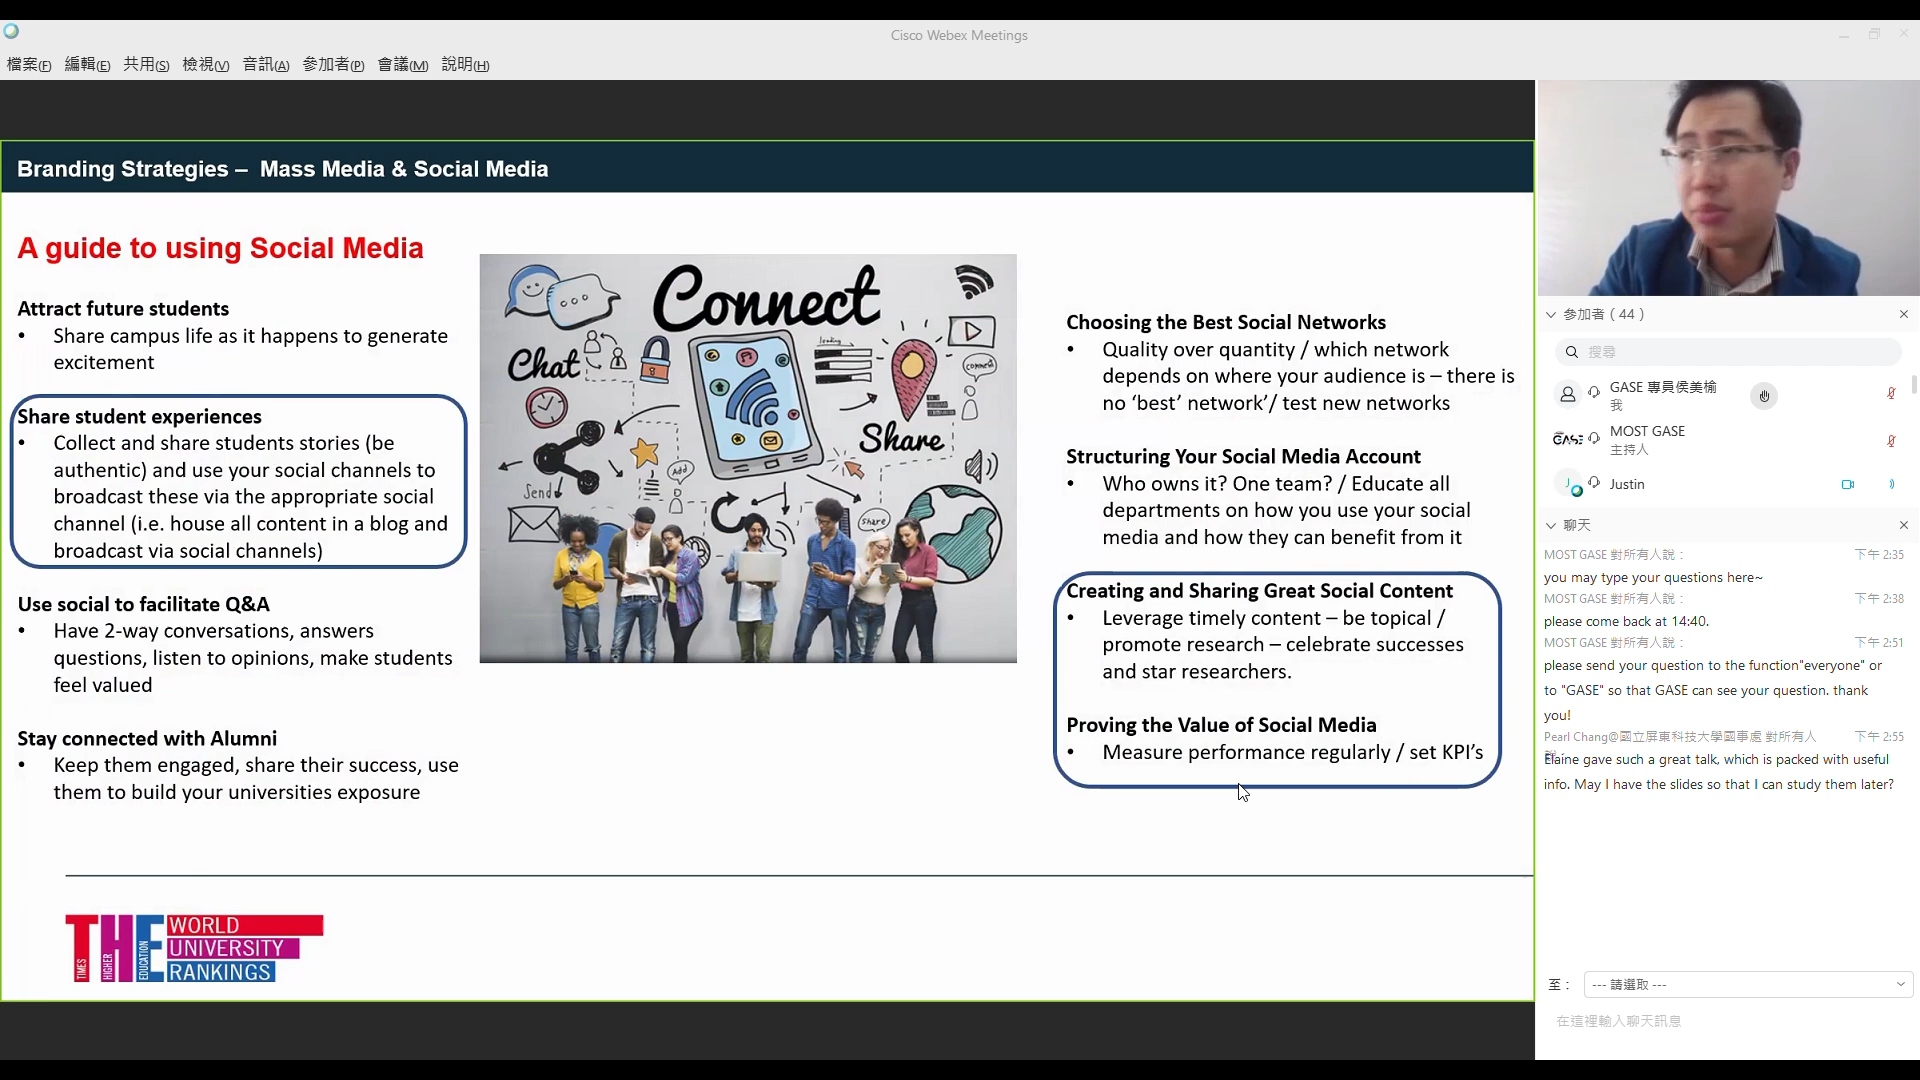 Cisco Webex Meetings
檔案(F) 編輯(E) 共用(S) 檢視(V) 音訊(A) 參加者(P) 會議(M) 說明(H)
Branding Strategies – Mass Media & Social Media
A guide to using Social Media
Attract future students
• Share campus life as it happens to generate
excitement
Share student experiences
• Collect and share students stories (be
authentic) and use your social channels to
broadcast these via the appropriate social
channel (i.e. house all content in a blog and
broadcast via social channels)
Use social to facilitate Q&A
• Have 2-way conversations, answers
questions, listen to opinions, make students
feel valued
Stay connected with Alumni
• Keep them engaged, share their success, use
them to build your universities exposure
Connect
Chat
loading
comment
Share
Add
Send
share
Choosing the Best Social Networks
• Quality over quantity / which network
depends on where your audience is – there is
no ‘best’ network’/ test new networks
Structuring Your Social Media Account
• Who owns it? One team? / Educate all
departments on how you use your social
media and how they can benefit from it
Creating and Sharing Great Social Content
• Leverage timely content – be topical /
promote research – celebrate successes
and star researchers.
Proving the Value of Social Media
• Measure performance regularly / set KPI’s
THE
TIMES
HIGHER
EDUCATION
WORLD
UNIVERSITY
RANKINGS
參加者 ( 44 )
搜尋
GASE 專員侯美榆
我
GASE
MOST GASE
主持人
J
Justin
聊天
MOST GASE 對所有人說： 下午 2:35
you may type your questions here~
MOST GASE 對所有人說： 下午 2:38
please come back at 14:40.
MOST GASE 對所有人說： 下午 2:51
please send your question to the function"everyone" or
to "GASE" so that GASE can see your question. thank
you!
Pearl Chang@國立屏東科技大學國事處 對所有人 下午 2:55
Elaine gave such a great talk, which is packed with useful
info. May I have the slides so that I can study them later?
至： --- 請選取 ---
在這裡輸入聊天訊息